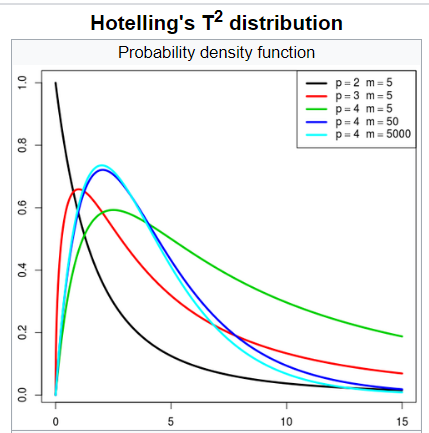 Hotelling's T² distribution
Probability density function
p = 2 m = 5
p = 3 m = 5
p = 4 m = 5
p = 4 m = 50
p = 4 m = 5000
1.0
0.8
0.6
0.4
0.2
0.0
0 5 10 15